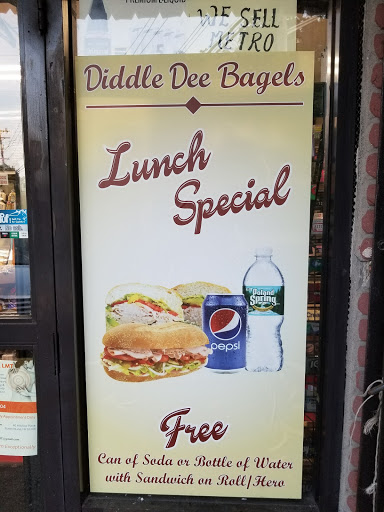 WE SELL
METRO
Diddle Dee Bagels
Lunch
Special
Poland
Spring
pepsi
Free
Can of Soda or Bottle of Water
with Sandwich on Roll/Hero